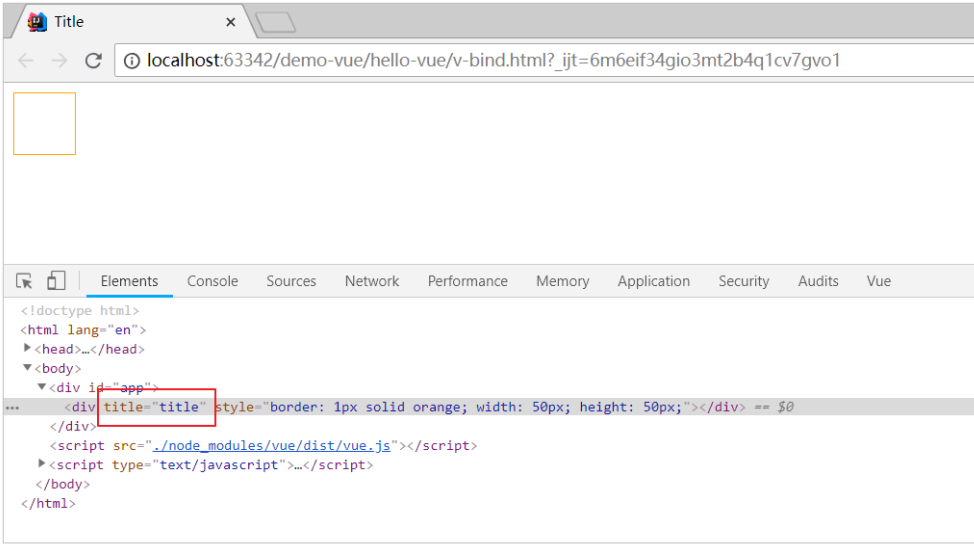 Title
localhost:63342/demo-vue/hello-vue/v-bind.html?_ijt=6m6eif34gio3mt2b4q1cv7gvo1
Elements Console Sources Network Performance Memory Application Security Audits Vue
<!doctype html>
<html lang="en">
<head>…</head>
<body>
<div id="app">
<div title="title" style="border: 1px solid orange; width: 50px; height: 50px;"></div> == $0
</div>
<script src="./node_modules/vue/dist/vue.js"></script>
<script type="text/javascript">…</script>
</body>
</html>